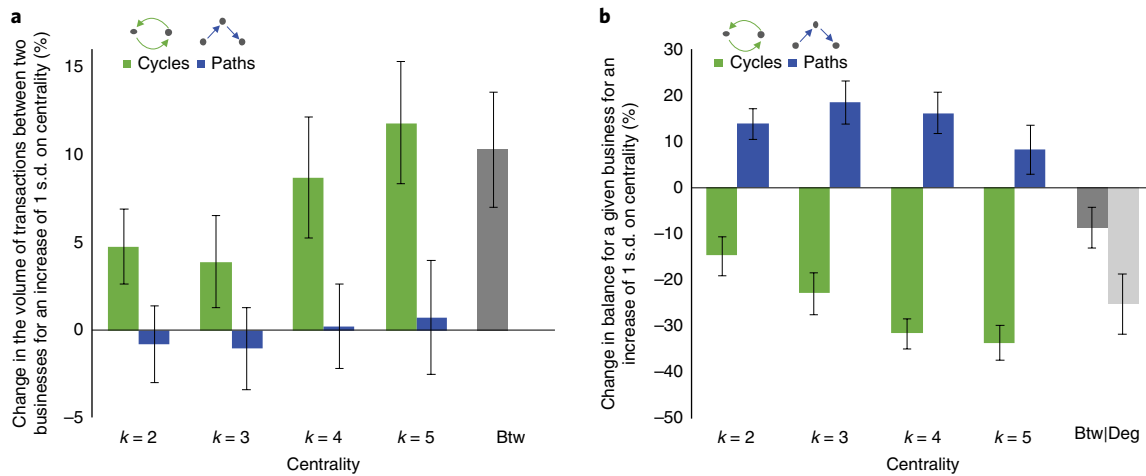 a
Change in the volume of transactions between two
businesses for an increase of 1 s.d. on centrality (%)
Cycles
Paths
15
10
5
0
–5
k = 2
k = 3
k = 4
k = 5
Btw
Centrality
b
Change in balance for a given business for an
increase of 1 s.d. on centrality (%)
Cycles
Paths
30
20
10
0
–10
–20
–30
–40
–50
k = 2
k = 3
k = 4
k = 5
Btw|Deg
Centrality